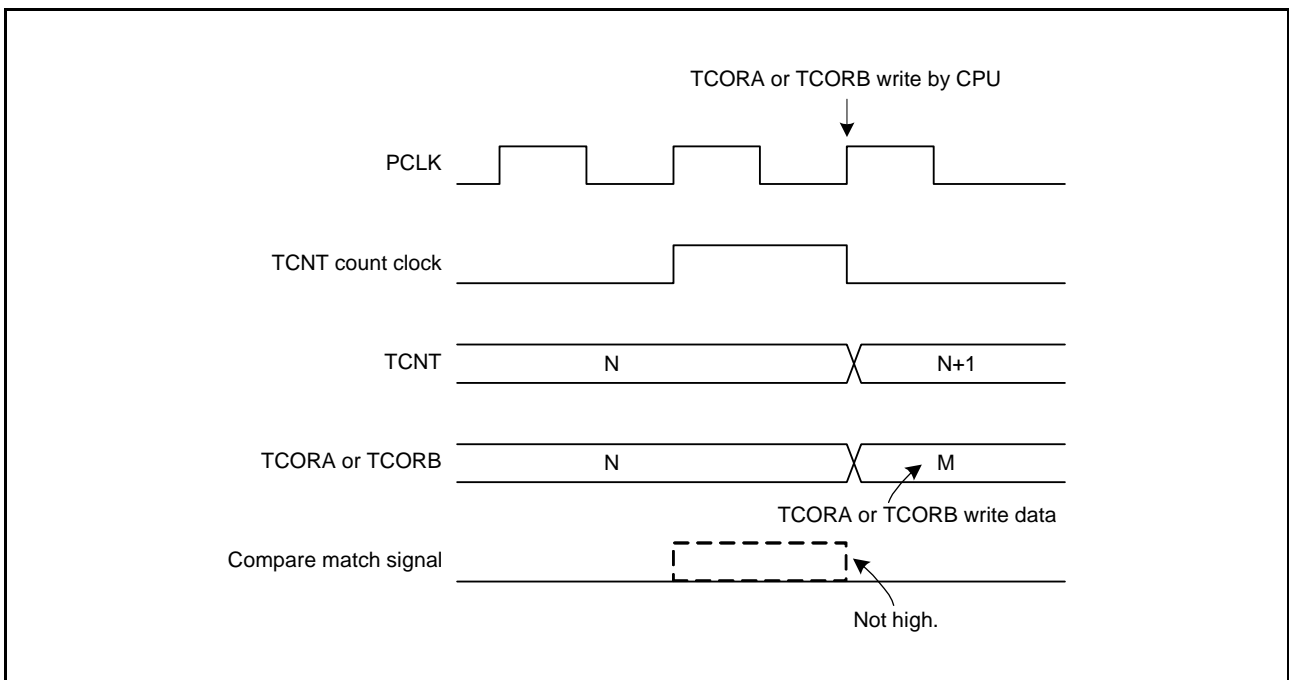 TCORA or TCORB write by CPU
PCLK
TCNT count clock
TCNT
N
N+1
TCORA or TCORB
N
M
TCORA or TCORB write data
Compare match signal
Not high.